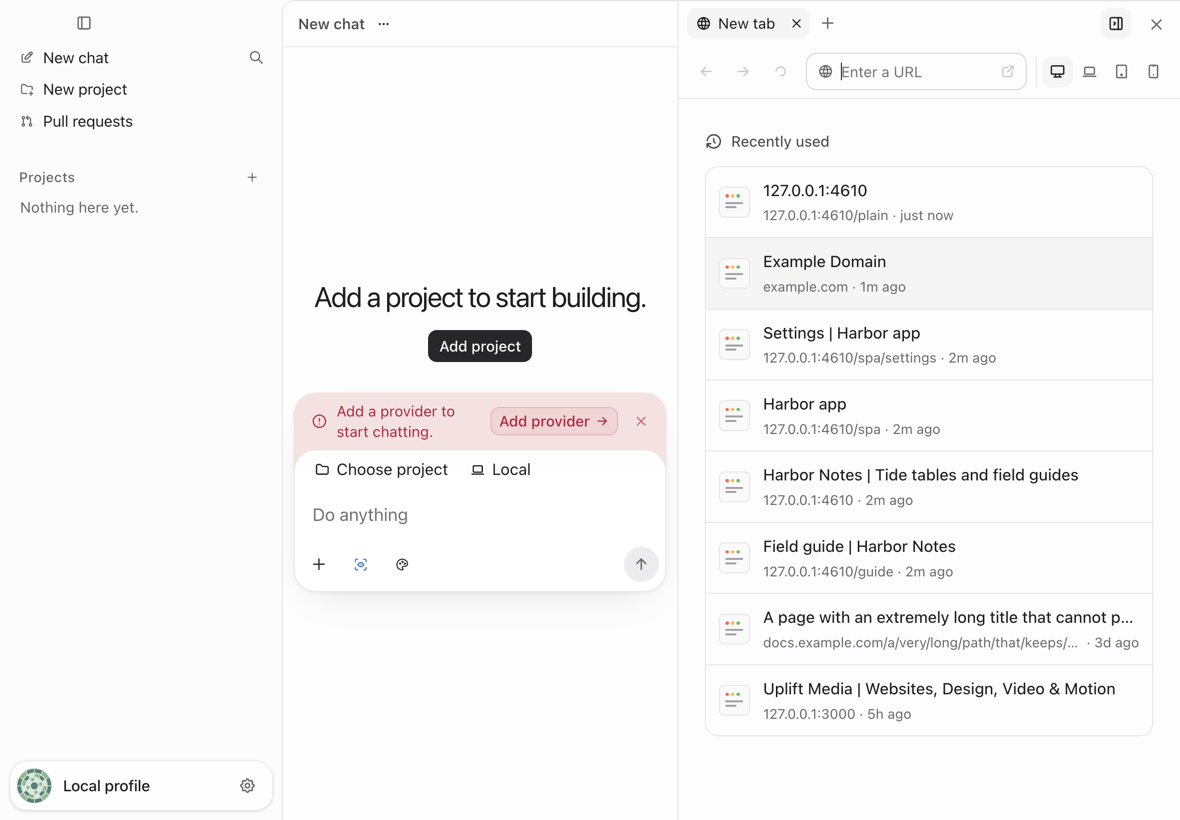 New chat
New project
Pull requests
Projects
Nothing here yet.
Local profile
New chat
Add a project to start building.
Add project
Add a provider to
start chatting.
Add provider
Choose project
Local
Do anything
New tab
Enter a URL
Recently used
127.0.0.1:4610
127.0.0.1:4610/plain · just now
Example Domain
example.com · 1m ago
Settings | Harbor app
127.0.0.1:4610/spa/settings · 2m ago
Harbor app
127.0.0.1:4610/spa · 2m ago
Harbor Notes | Tide tables and field guides
127.0.0.1:4610 · 2m ago
Field guide | Harbor Notes
127.0.0.1:4610/guide · 2m ago
A page with an extremely long title that cannot p...
docs.example.com/a/very/long/path/that/keeps/... · 3d ago
Uplift Media | Websites, Design, Video & Motion
127.0.0.1:3000 · 5h ago